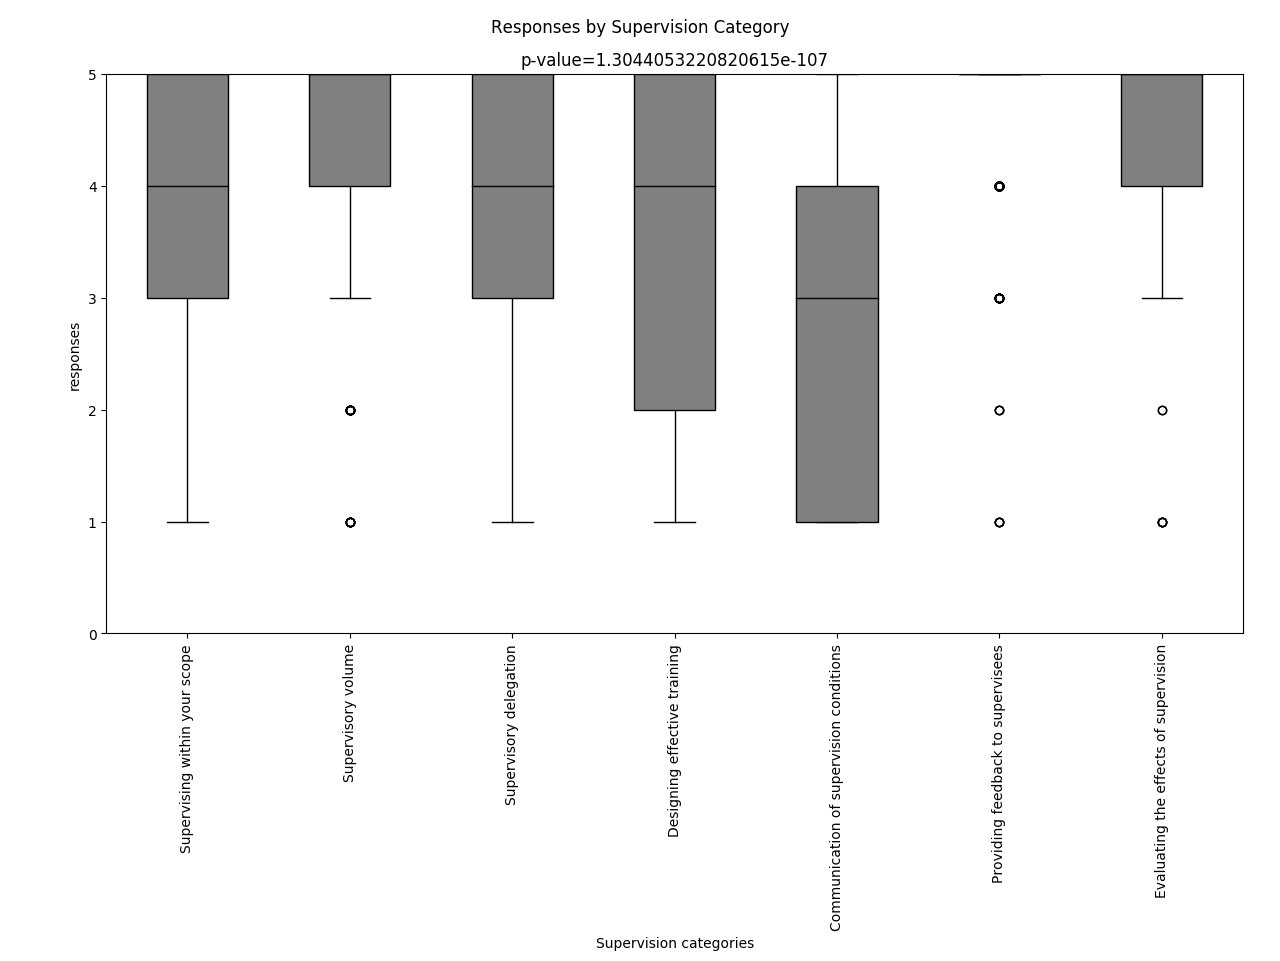 Responses by Supervision Category
p-value=1.3044053220820615e-107
5
4
3
2
1
0
responses
Supervising within your scope
Supervisory volume
Supervisory delegation
Designing effective training
Communication of supervision conditions
Providing feedback to supervisees
Evaluating the effects of supervision
Supervision categories